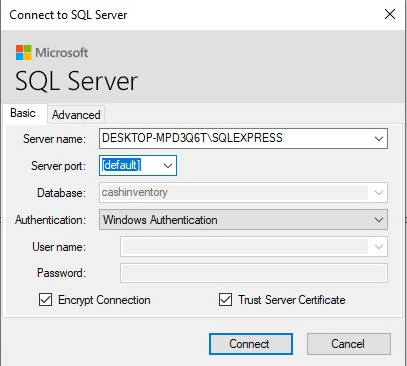 Connect to SQL Server
Microsoft
SQL Server
Basic Advanced
Server name: DESKTOP-MPD3Q6T\SQLEXPRESS
Server port: [default]
Database: cashinventory
Authentication: Windows Authentication
User name:
Password:
Encrypt Connection Trust Server Certificate
Connect Cancel